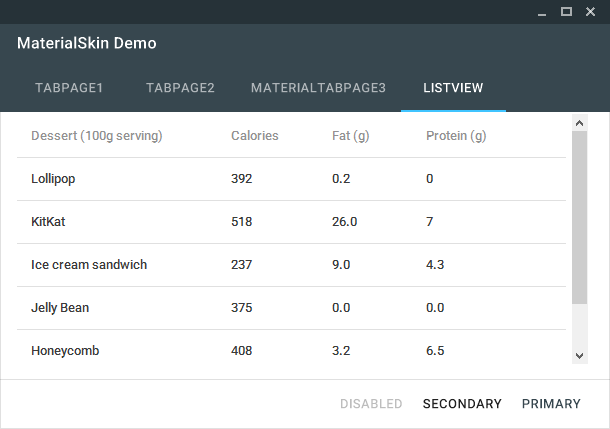 MaterialSkin Demo
TABPAGE1 TABPAGE2 MATERIALTABPAGE3 LISTVIEW
Dessert (100g serving) Calories Fat (g) Protein (g)
Lollipop 392 0.2 0
KitKat 518 26.0 7
Ice cream sandwich 237 9.0 4.3
Jelly Bean 375 0.0 0.0
Honeycomb 408 3.2 6.5
DISABLED SECONDARY PRIMARY